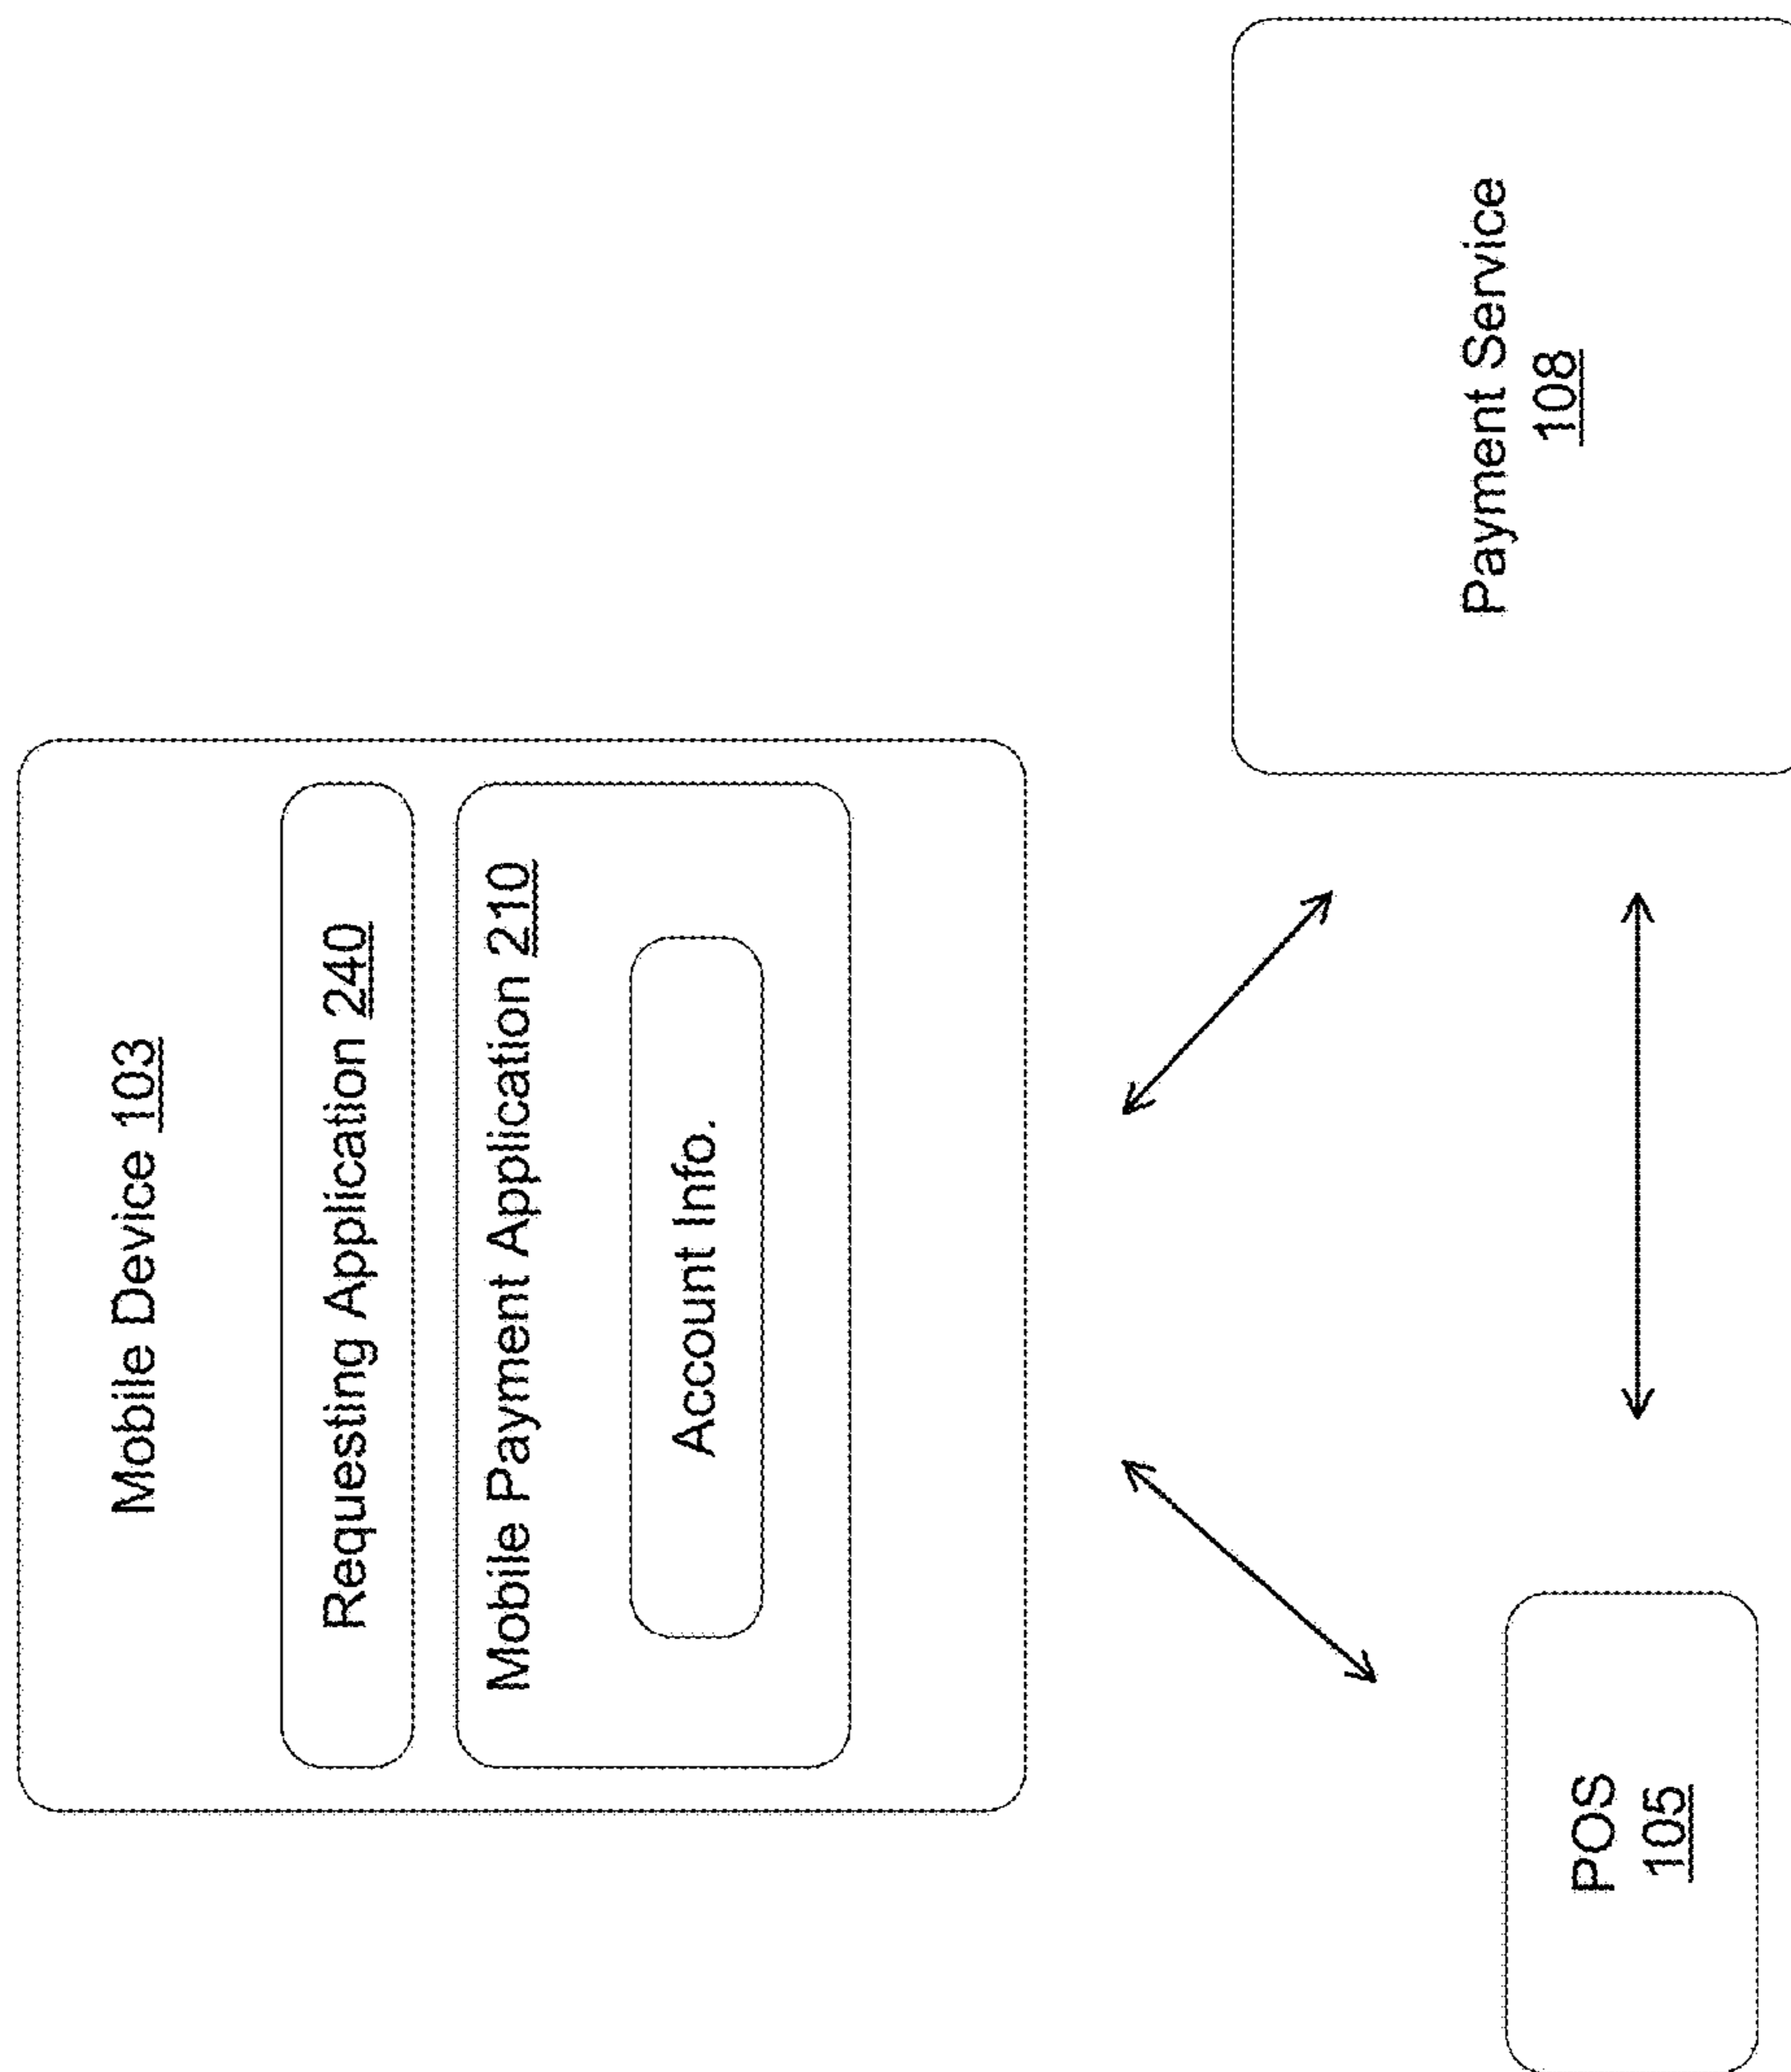 Mobile Device 103
Requesting Application 240
Mobile Payment Application 210
Account Info.
POS
105
Payment Service
108